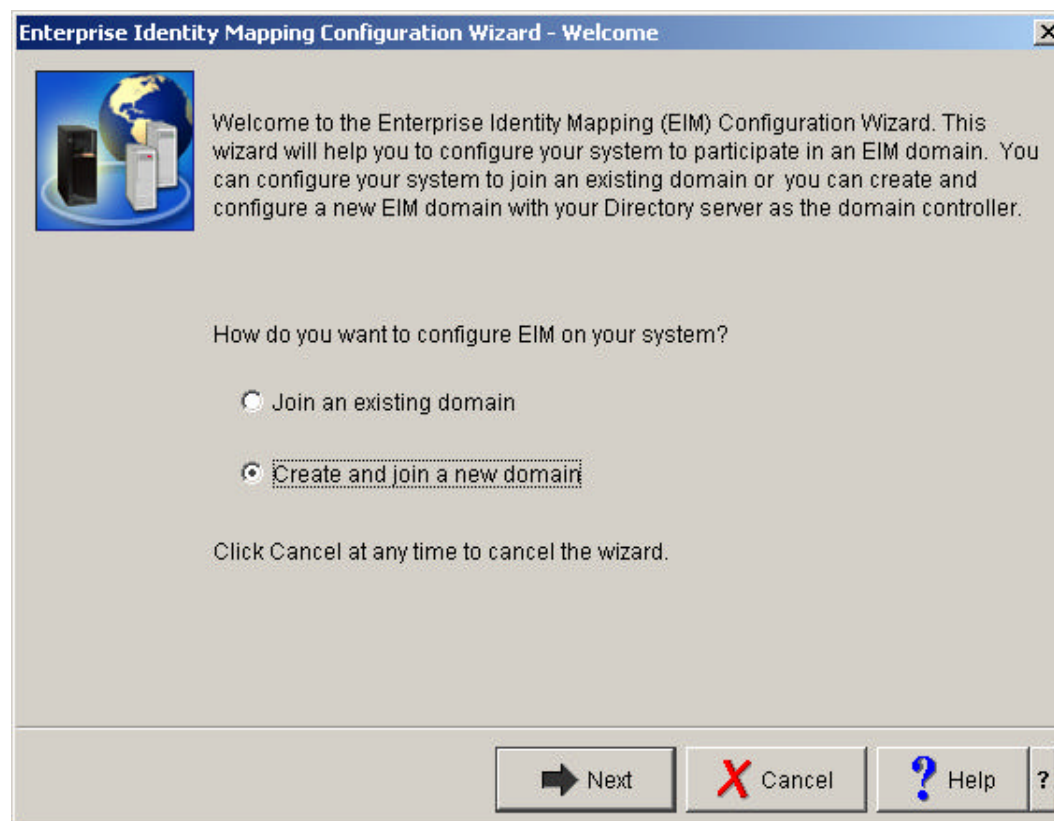 Enterprise Identity Mapping Configuration Wizard - Welcome
Welcome to the Enterprise Identity Mapping (EIM) Configuration Wizard. This
wizard will help you to configure your system to participate in an EIM domain. You
can configure your system to join an existing domain or you can create and
configure a new EIM domain with your Directory server as the domain controller.
How do you want to configure EIM on your system?
Join an existing domain
Create and join a new domain
Click Cancel at any time to cancel the wizard.
Next
Cancel
? Help
?